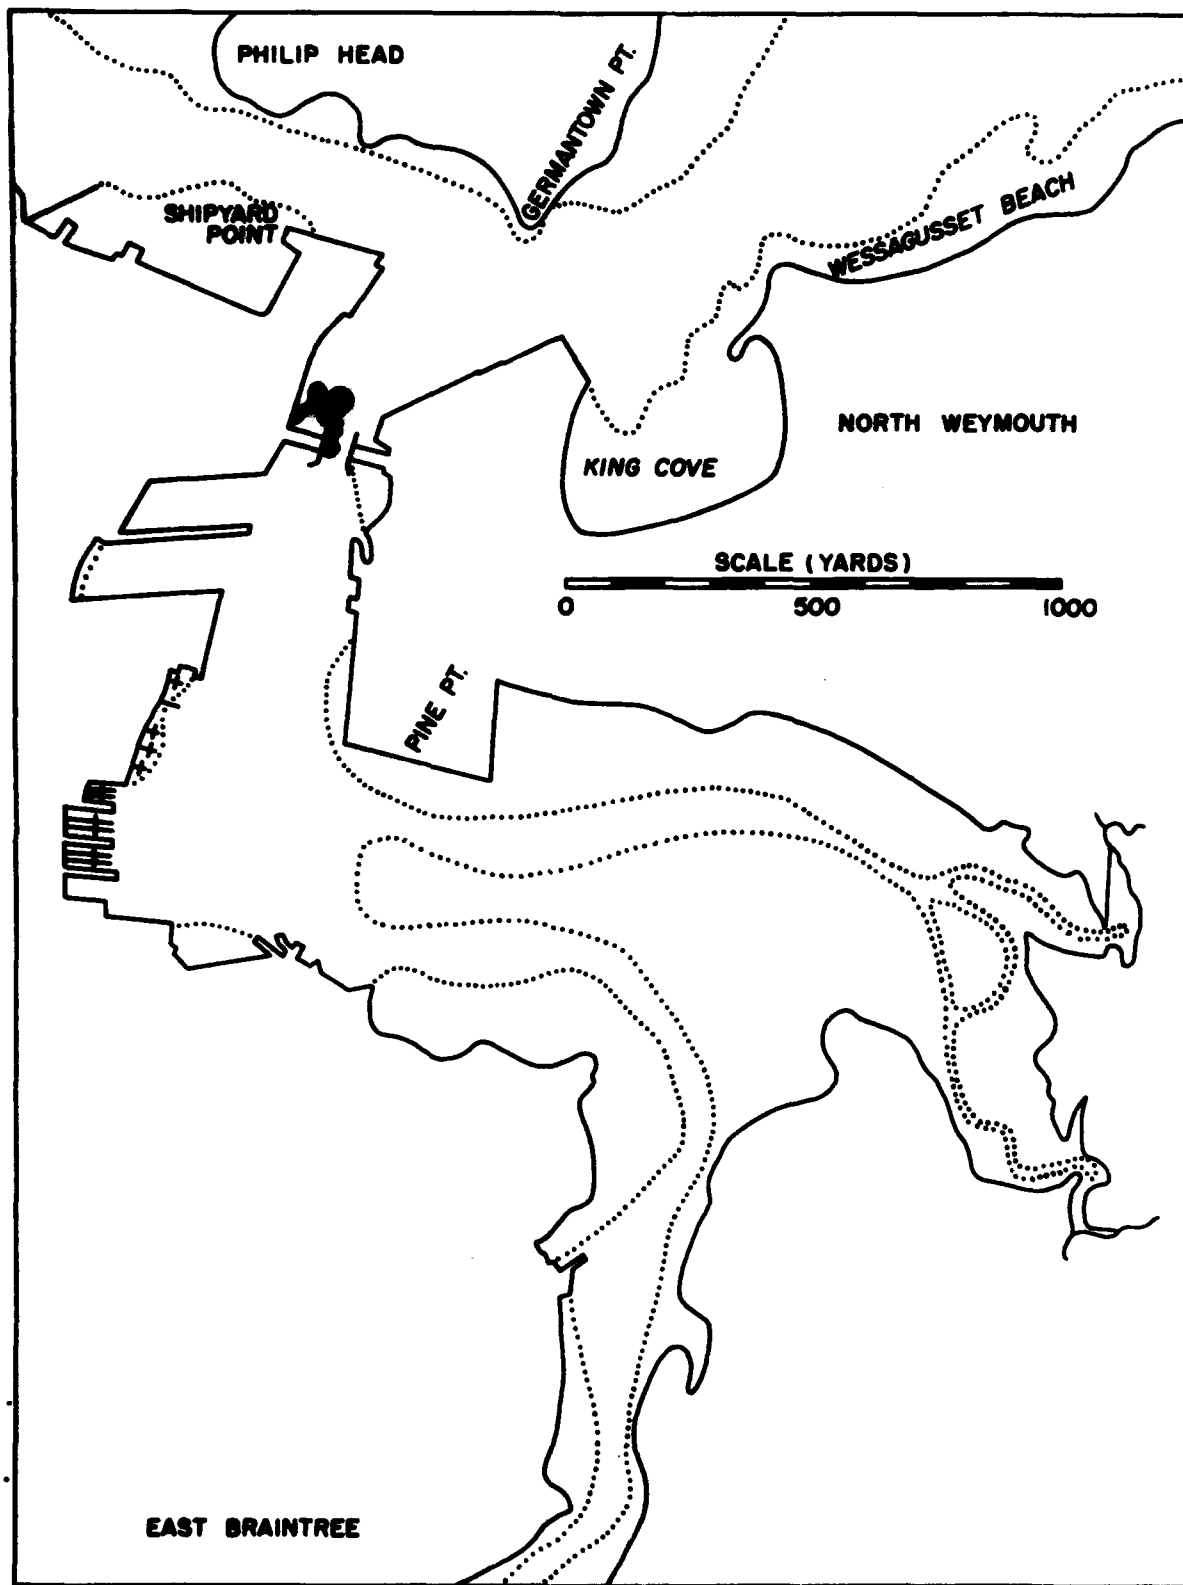 PHILIP HEAD
GERMANTOWN PT.
SHIPYARD
POINT
WESSAGUSSET BEACH
NORTH WEYMOUTH
KING COVE
SCALE (YARDS)
0 500 1000
PINE PT.
EAST BRAINTREE